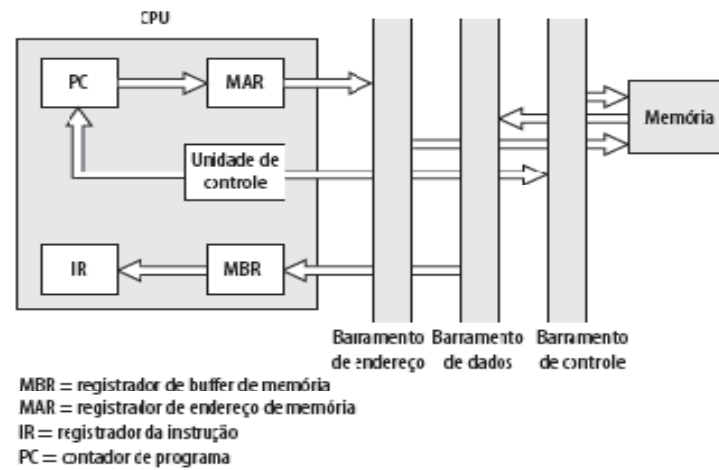 CPU
PC
MAR
Memória
Unidade de
controle
IR
MBR
Barramento
de endereço
Barramento
de dados
Barramento
de controle
MBR = registrador de buffer de memória
MAR = registrador de endereço de memória
IR = registrador da instrução
PC = contador de programa